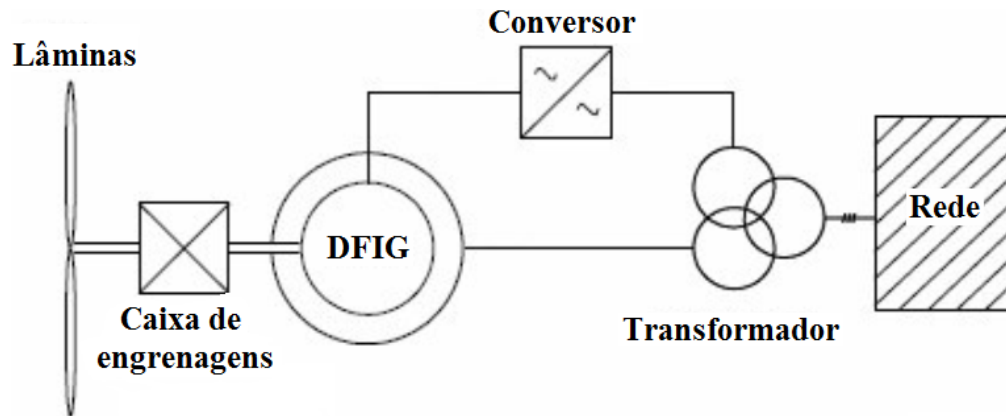 Conversor
Lâminas
DFIG
Rede
Caixa de
engrenagens
Transformador